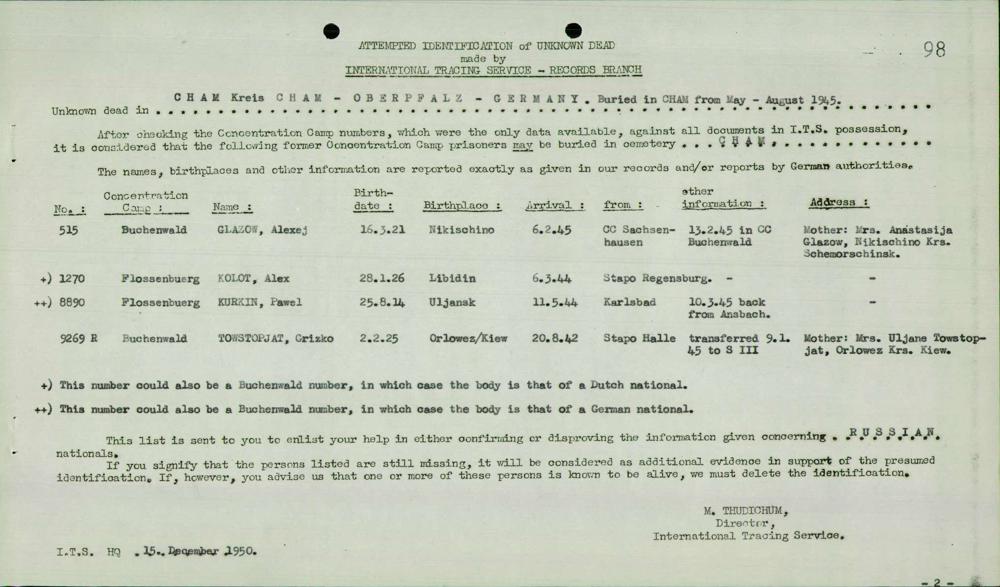 98
ATTEMPTED IDENTIFICATION of UNKNOWN DEAD
made by
INTERNATIONAL TRACING SERVICE - RECORDS BRANCH
Unknown dead in CHAM Kreis CHAM - OBERPFALZ - GERMANY. Buried in CHAM from May - August 1945.
After checking the Concentration Camp numbers, which were the only data available, against all documents in I.T.S. possession,
it is considered that the following former Concentration Camp prisoners may be buried in cemetery . . . CHAM. . . . . . . . . . . . .
The names, birthplaces and other information are reported exactly as given in our records and/or reports by German authorities.
No. : Concentration Camp : Name : Birth-date : Birthplace : Arrival : from : other information : Address :
515 Buchenwald GLAZOW, Alexej 16.3.21 Nikischino 6.2.45 CC Sachsen- 13.2.45 in CC Mother: Mrs. Anastasija
hausen Buchenwald Glazow, Nikischino Krs.
Schemorschinsk.
+) 1270 Flossenbuerg KOLOT, Alex 28.1.26 Libidin 6.3.44 Stapo Regensburg. - -
++) 8890 Flossenbuerg KURKIN, Pawel 25.8.14 Uljansk 11.5.44 Karlsbad 10.3.45 back -
from Ansbach.
9269 R Buchenwald TOWSTOPJAT, Grizko 2.2.25 Orlowez/Kiew 20.8.42 Stapo Halle transferred 9.1. Mother: Mrs. Uljane Towstop-
45 to S III jat, Orlowez Krs. Kiew.
+) This number could also be a Buchenwald number, in which case the body is that of a Dutch national.
++) This number could also be a Buchenwald number, in which case the body is that of a German national.
This list is sent to you to enlist your help in either confirming or disproving the information given concerning . RUSSIAN.
nationals.
If you signify that the persons listed are still missing, it will be considered as additional evidence in support of the presumed
identification. If, however, you advise us that one or more of these persons is known to be alive, we must delete the identification.
M. THUDICHUM,
Director,
International Tracing Service.
I.T.S. HQ . 15. December 1950.
- 2 -